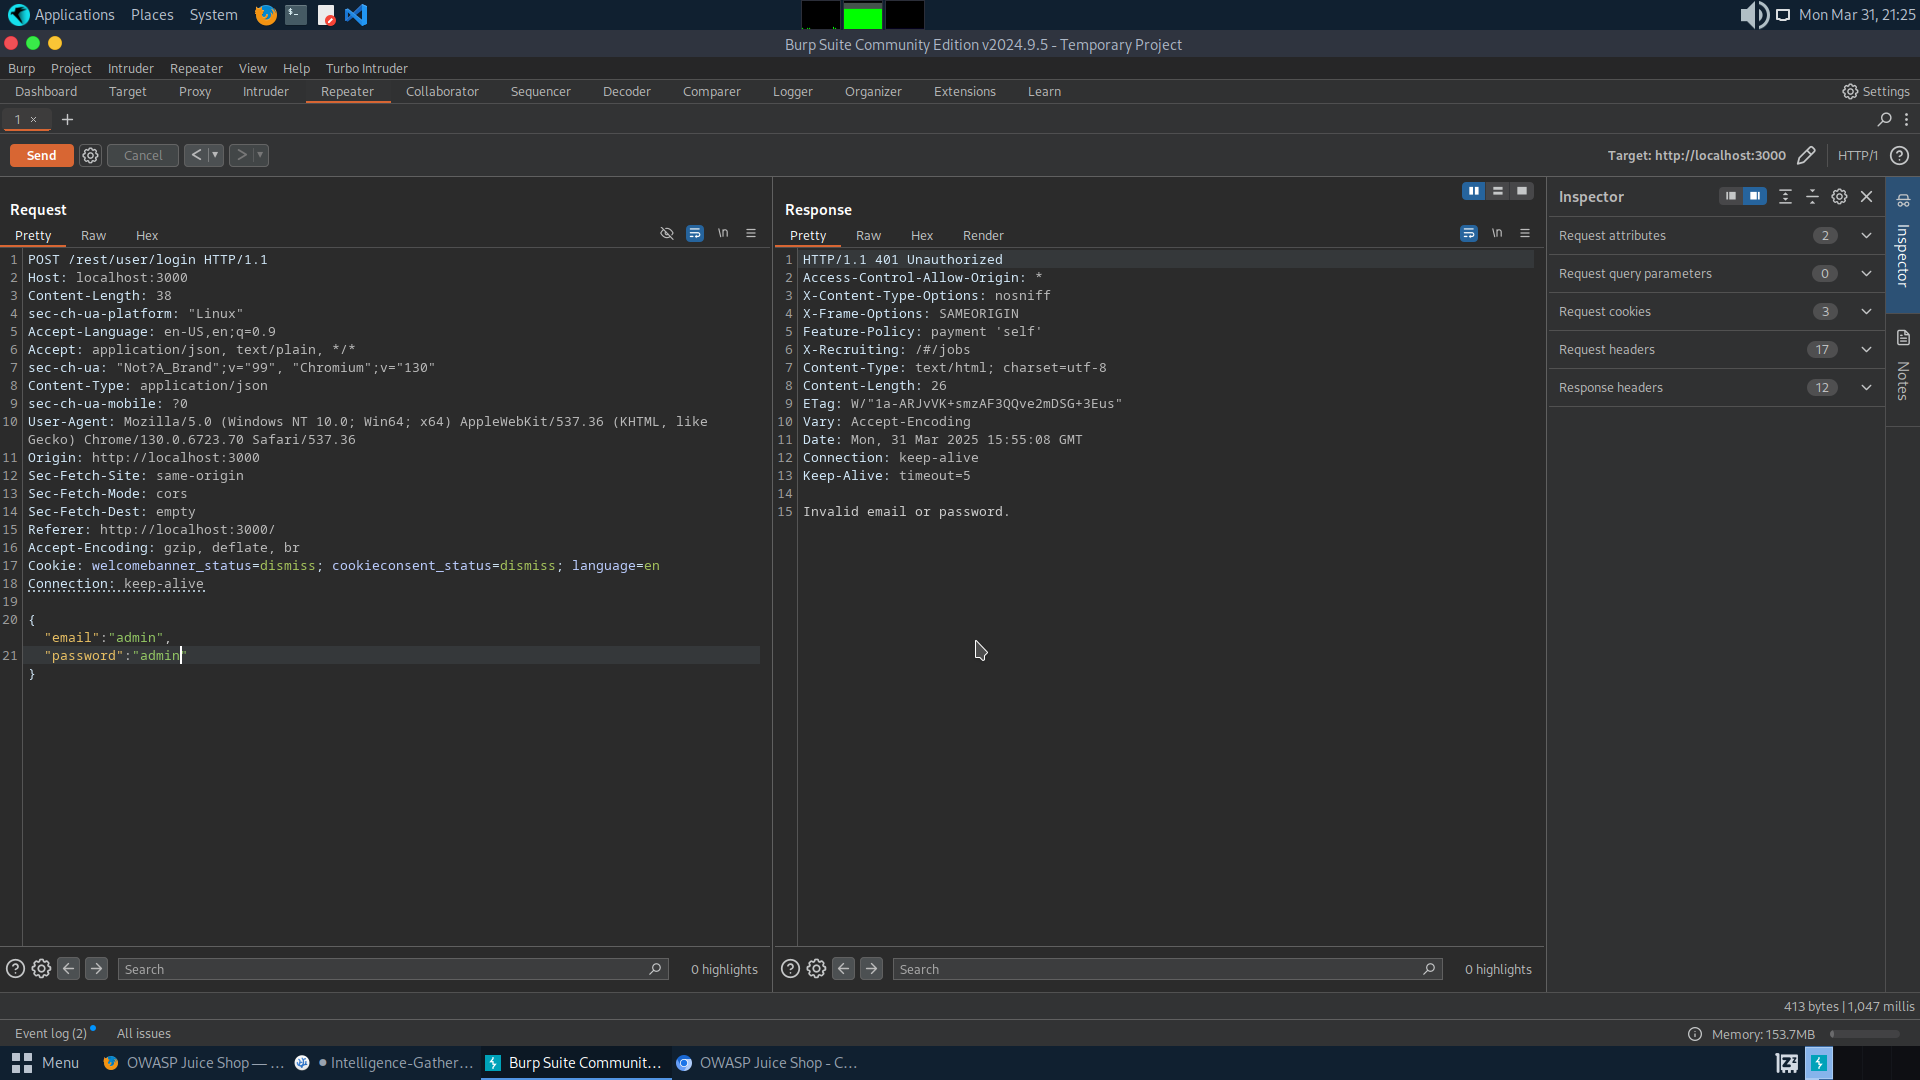 Applications Places System
Mon Mar 31, 21:25
Burp Suite Community Edition v2024.9.5 - Temporary Project
Burp Project Intruder Repeater View Help Turbo Intruder
Dashboard Target Proxy Intruder Repeater Collaborator Sequencer Decoder Comparer Logger Organizer Extensions Learn Settings
1 × +
Send Cancel < >
Target: http://localhost:3000 HTTP/1
Request
Pretty Raw Hex \n
1 POST /rest/user/login HTTP/1.1
2 Host: localhost:3000
3 Content-Length: 38
4 sec-ch-ua-platform: "Linux"
5 Accept-Language: en-US,en;q=0.9
6 Accept: application/json, text/plain, */*
7 sec-ch-ua: "Not?A_Brand";v="99", "Chromium";v="130"
8 Content-Type: application/json
9 sec-ch-ua-mobile: ?0
10 User-Agent: Mozilla/5.0 (Windows NT 10.0; Win64; x64) AppleWebKit/537.36 (KHTML, like
Gecko) Chrome/130.0.6723.70 Safari/537.36
11 Origin: http://localhost:3000
12 Sec-Fetch-Site: same-origin
13 Sec-Fetch-Mode: cors
14 Sec-Fetch-Dest: empty
15 Referer: http://localhost:3000/
16 Accept-Encoding: gzip, deflate, br
17 Cookie: welcomebanner_status=dismiss; cookieconsent_status=dismiss; language=en
18 Connection: keep-alive
19
20 {
"email":"admin",
21 "password":"admin"
}
Search 0 highlights
Response
Pretty Raw Hex Render \n
1 HTTP/1.1 401 Unauthorized
2 Access-Control-Allow-Origin: *
3 X-Content-Type-Options: nosniff
4 X-Frame-Options: SAMEORIGIN
5 Feature-Policy: payment 'self'
6 X-Recruiting: /#/jobs
7 Content-Type: text/html; charset=utf-8
8 Content-Length: 26
9 ETag: W/"1a-ARJvVK+smzAF3QQve2mDSG+3Eus"
10 Vary: Accept-Encoding
11 Date: Mon, 31 Mar 2025 15:55:08 GMT
12 Connection: keep-alive
13 Keep-Alive: timeout=5
14
15 Invalid email or password.
Search 0 highlights
Inspector
Request attributes 2
Request query parameters 0
Request cookies 3
Request headers 17
Response headers 12
Inspector
Notes
413 bytes | 1,047 millis
Event log (2) All issues
Memory: 153.7MB
Menu OWASP Juice Shop — ... Intelligence-Gather... Burp Suite Communit... OWASP Juice Shop - C...